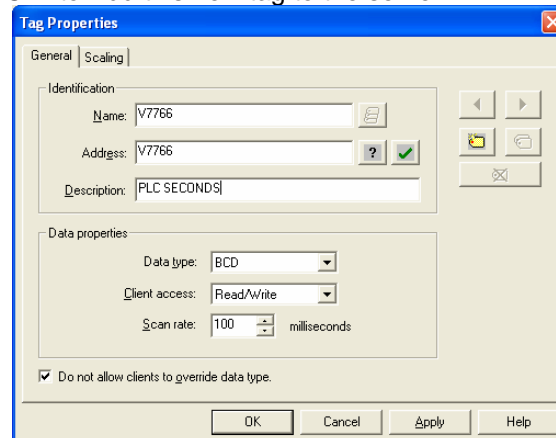 Tag Properties
General Scaling
Identification
Name: V7766
Address: V7766 ?
Description: PLC SECONDS
Data properties
Data type: BCD
Client access: Read/Write
Scan rate: 100 milliseconds
Do not allow clients to override data type.
OK Cancel Apply Help